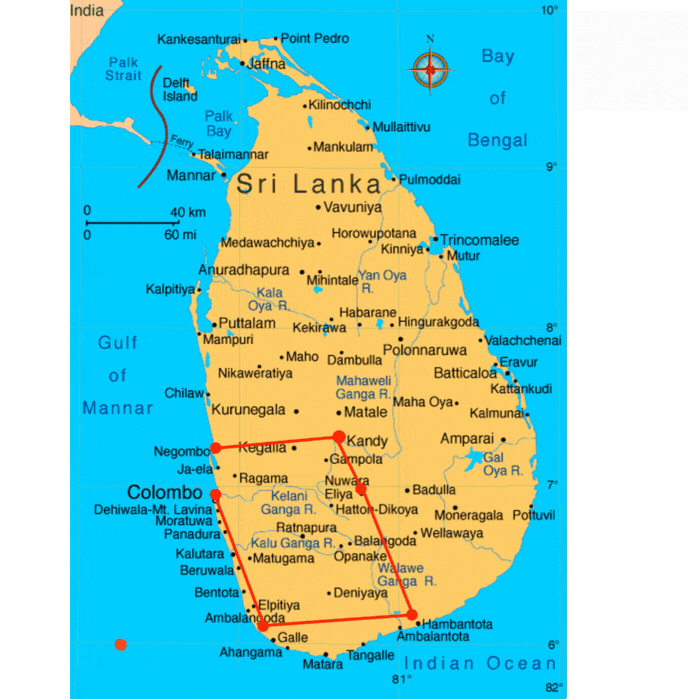 India
10°
Kankesanturai
Point Pedro
N
Jaffna
Bay
of
Bengal
Palk
Strait
Delft
Island
Kilinochchi
Palk
Bay
Mullaittivu
Ferry
Mankulam
Talaimannar
9°
Mannar
Sri Lanka
Pulmoddai
0 40 km
0 60 mi
Vavuniya
Horowupotana
Medawachchiya
Trincomalee
Kinniya
Mutur
Anuradhapura
Mihintale
Yan Oya
R.
Kalpitiya
Kala
Oya R.
Habarane
Puttalam
Kekirawa
Hingurakgoda
8°
Mampuri
Valachchenai
Gulf
of
Mannar
Maho
Dambulla
Polonnaruwa
Eravur
Nikaweratiya
Batticaloa
Kattankudi
Mahaweli
Ganga R.
Chilaw
Maha Oya
Kurunegala
Matale
Kalmunai
Kandy
Amparai
Negombo
Kegalla
Gampola
Gal
Oya R.
Ja-ela
Ragama
Nuwara
Eliya
7°
Colombo
Kelani
Ganga R.
Badulla
Dehiwala-Mt. Lavina
Hatton-Dikoya
Moneragala
Pottuvil
Moratuwa
Panadura
Ratnapura
Kalu Ganga R.
Balangoda
Wellawaya
Kalutara
Matugama
Opanake
Beruwala
Walawe
Ganga R.
Bentota
Deniyaya
Elpitiya
Ambalangoda
Hambantota
Ambalantota
Galle
6°
Ahangama
Matara
Tangalle
Indian Ocean
81°
82°